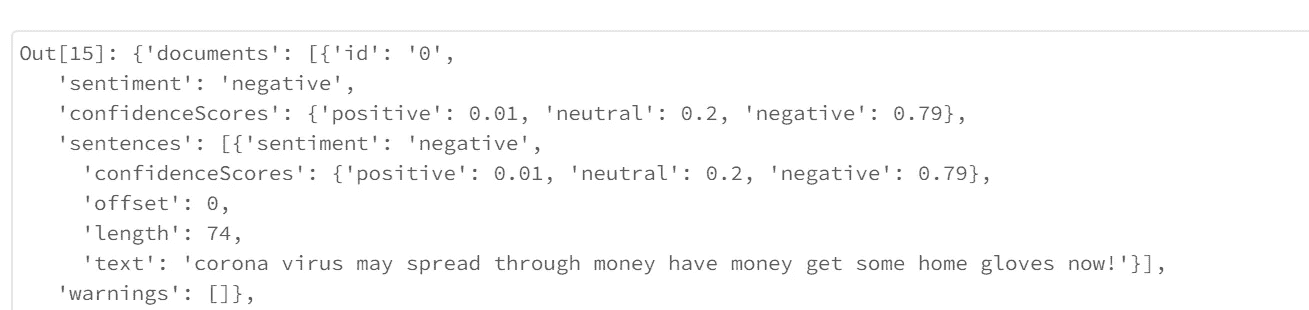 Out[15]: {'documents': [{'id': '0',
'sentiment': 'negative',
'confidenceScores': {'positive': 0.01, 'neutral': 0.2, 'negative': 0.79},
'sentences': [{'sentiment': 'negative',
'confidenceScores': {'positive': 0.01, 'neutral': 0.2, 'negative': 0.79},
'offset': 0,
'length': 74,
'text': 'corona virus may spread through money have money get some home gloves now!'}],
'warnings': []},